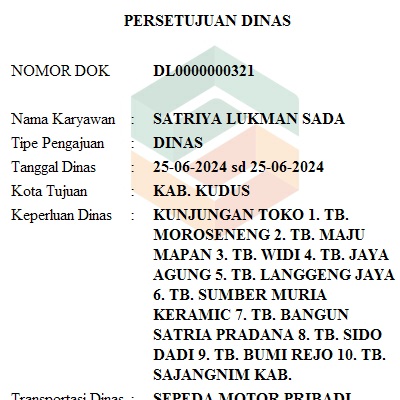 PERSETUJUAN DINAS
NOMOR DOK DL0000000321
Nama Karyawan : SATRIYA LUKMAN SADA
Tipe Pengajuan : DINAS
Tanggal Dinas : 25-06-2024 sd 25-06-2024
Kota Tujuan : KAB. KUDUS
Keperluan Dinas : KUNJUNGAN TOKO 1. TB.
MOROSENENG 2. TB. MAJU
MAPAN 3. TB. WIDI 4. TB. JAYA
AGUNG 5. TB. LANGGENG JAYA
6. TB. SUMBER MURIA
KERAMIC 7. TB. BANGUN
SATRIA PRADANA 8. TB. SIDO
DADI 9. TB. BUMI REJO 10. TB.
SAJANGNIM KAB.
Transportasi Dinas : SEPEDA MOTOR PRIBADI